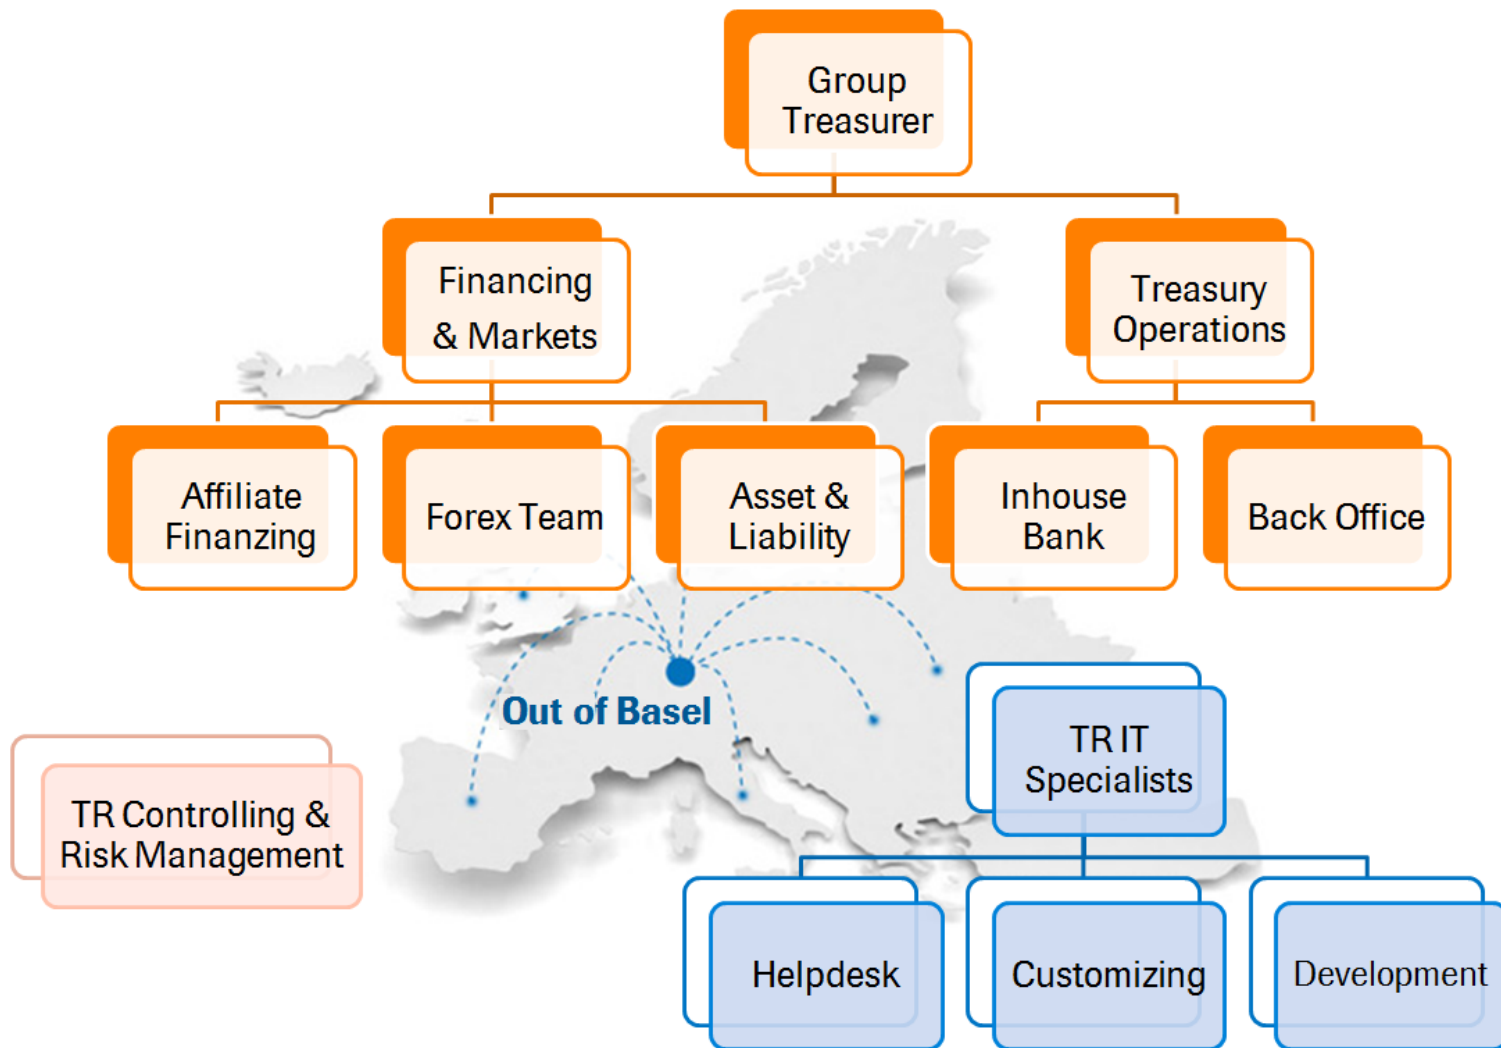 Group
Treasurer
Financing
& Markets
Treasury
Operations
Affiliate
Finanzing
Forex Team
Asset &
Liability
Inhouse
Bank
Back Office
Out of Basel
TR IT
Specialists
TR Controlling &
Risk Management
Helpdesk
Customizing
Development